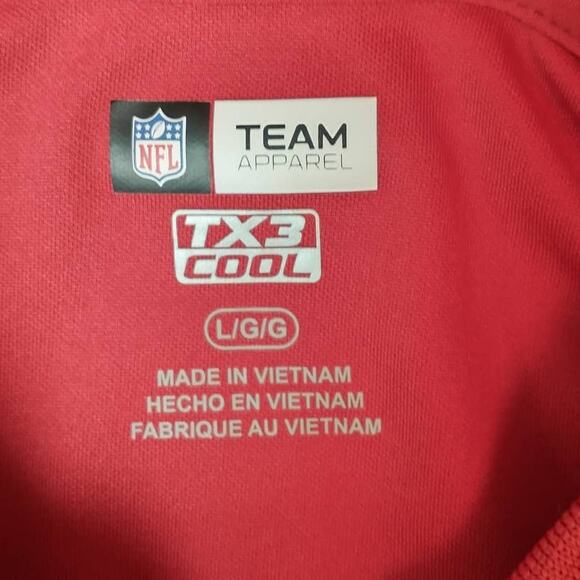 NFL
TEAM
APPAREL
TX3
COOL
L/G/G
MADE IN VIETNAM
HECHO EN VIETNAM
FABRIQUE AU VIETNAM